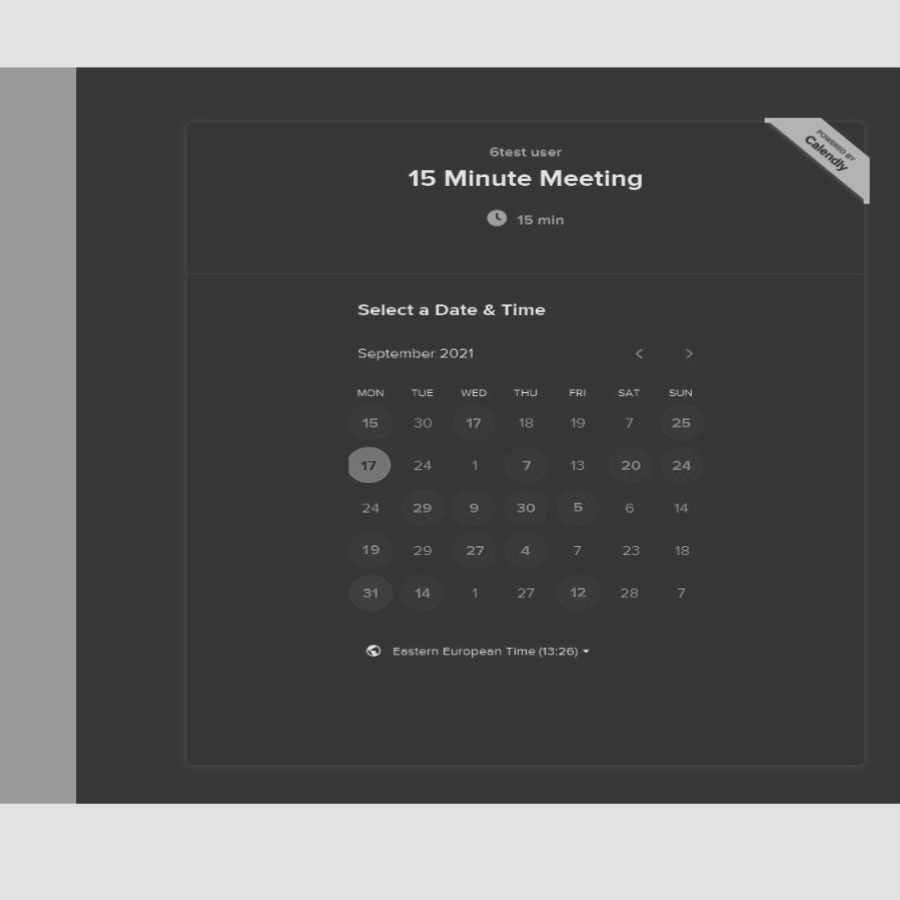 POWERED BY
Calendly
6test user
15 Minute Meeting
15 min
Select a Date & Time
September 2021
MON TUE WED THU FRI SAT SUN
15 30 17 18 19 7 25
17 24 1 7 13 20 24
24 29 9 30 5 6 14
19 29 27 4 7 23 18
31 14 1 27 12 28 7
Eastern European Time (13:26)